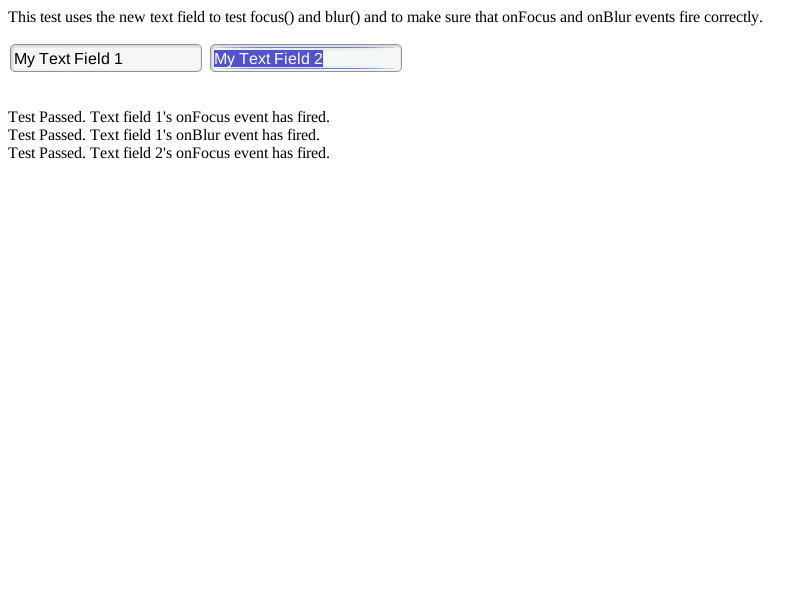 This test uses the new text field to test focus() and blur() and to make sure that onFocus and onBlur events fire correctly.
My Text Field 1 My Text Field 2
Test Passed. Text field 1's onFocus event has fired.
Test Passed. Text field 1's onBlur event has fired.
Test Passed. Text field 2's onFocus event has fired.